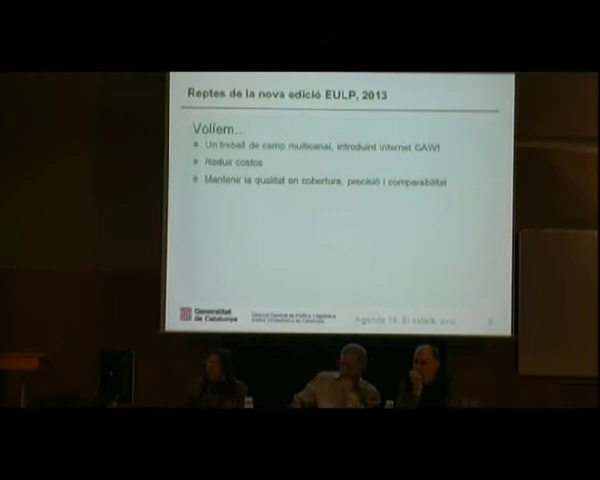 Reptes de la nova edició EULP, 2013
Volíem...
Un treball de camp multicanal, introduint internet CAWI
Reduir costos
Mantenir la qualitat en cobertura, precisió i comparabilitat
Generalitat
de Catalunya